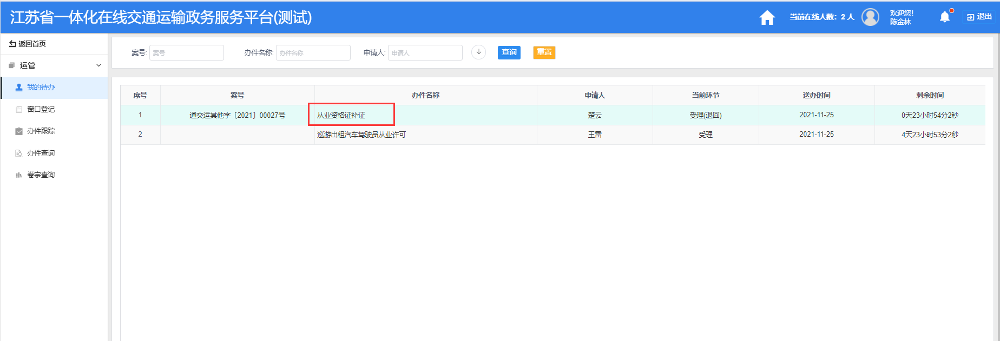 江苏省一体化在线交通运输政务服务平台(测试)
当前在线人数：2 人
欢迎您!
陈金林
退出
返回首页
运管
我的待办
窗口登记
办件跟踪
办件查询
卷宗查询
案号: 案号 办件名称: 办件名称 申请人: 申请人 查询 重置
序号 案号 办件名称 申请人 当前环节 送办时间 剩余时间
1 通交运其他字〔2021〕00027号 从业资格证补证 楚云 受理(退回) 2021-11-25 0天23小时54分2秒
2 巡游出租汽车驾驶员从业许可 王雷 受理 2021-11-25 4天23小时53分2秒